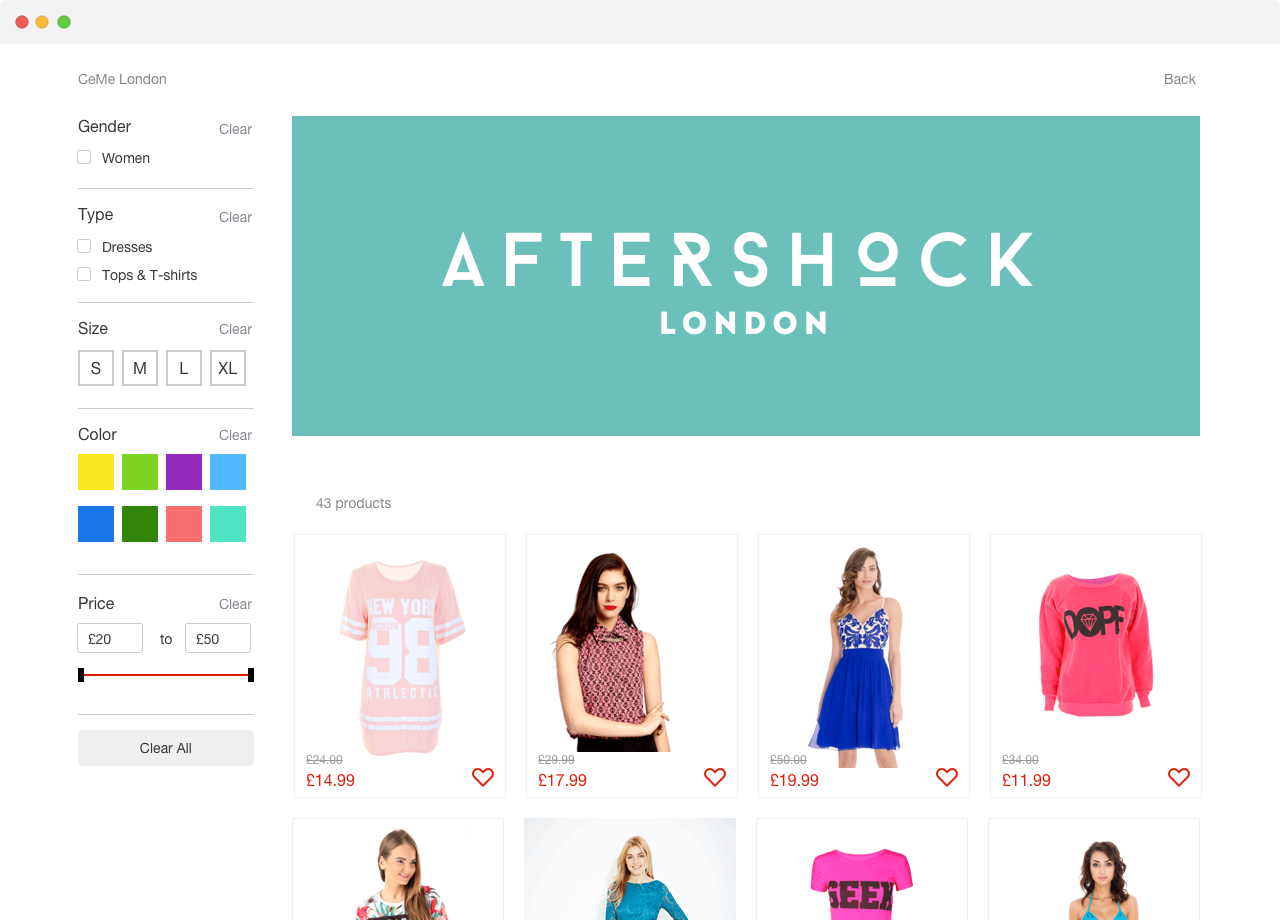 CeMe London
Back
Gender
Clear
Women
Type
Clear
Dresses
Tops & T-shirts
Size
Clear
S M L XL
Color
Clear
Price
Clear
£20 to £50
Clear All
AFTERSHOCK
LONDON
43 products
NEW YORK
BROOKLYN
98
ATHLECTIC
£24.00
£14.99
£29.99
£17.99
£50.00
£19.99
DOPE
£34.00
£11.99
GEEK